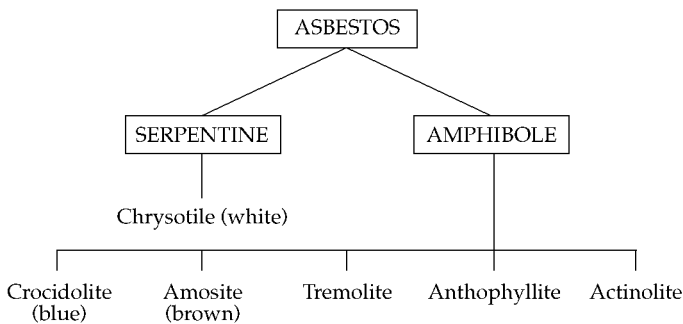 ASBESTOS
SERPENTINE
AMPHIBOLE
Chrysotile (white)
Crocidolite
(blue)
Amosite
(brown)
Tremolite
Anthophyllite
Actinolite